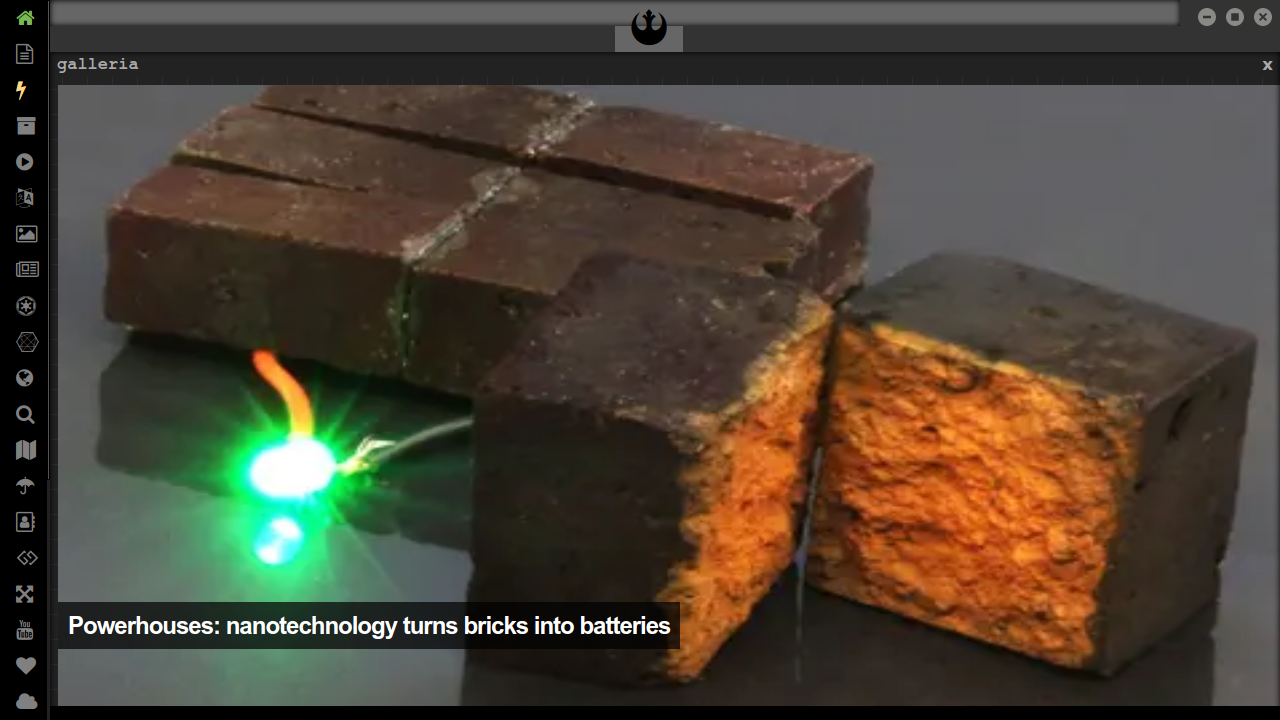 galleria
x
Powerhouses: nanotechnology turns bricks into batteries
You
Tube